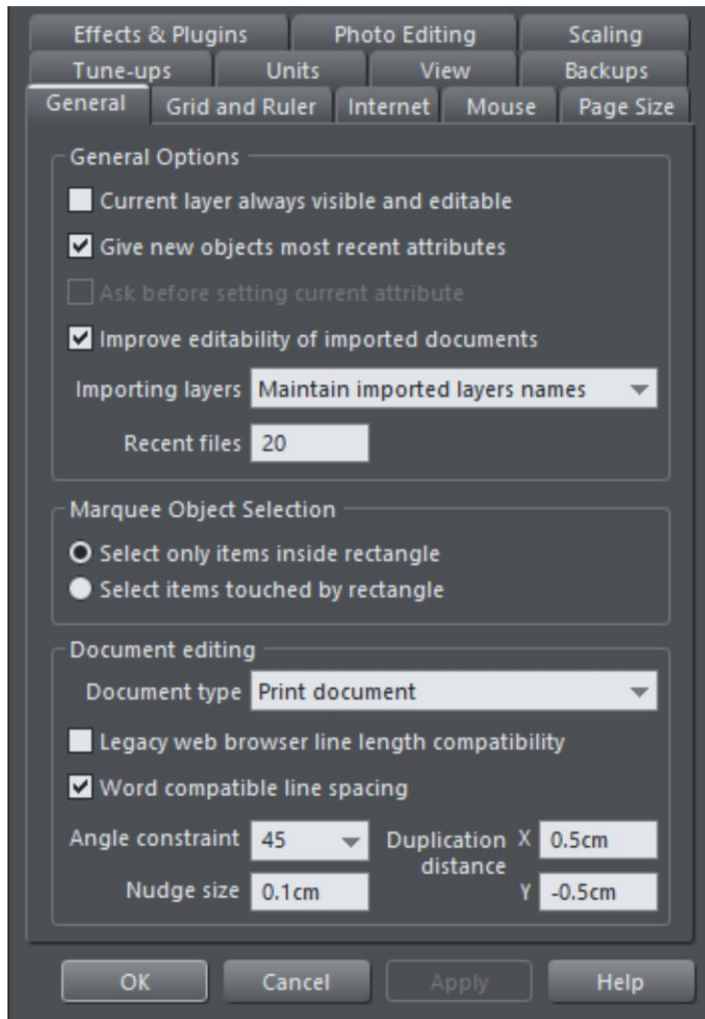 Effects & Plugins Photo Editing Scaling
Tune-ups Units View Backups
General Grid and Ruler Internet Mouse Page Size
General Options
Current layer always visible and editable
Give new objects most recent attributes
Ask before setting current attribute
Improve editability of imported documents
Importing layers Maintain imported layers names
Recent files 20
Marquee Object Selection
Select only items inside rectangle
Select items touched by rectangle
Document editing
Document type Print document
Legacy web browser line length compatibility
Word compatible line spacing
Angle constraint 45 Duplication X 0.5cm
distance
Nudge size 0.1cm Y -0.5cm
OK Cancel Apply Help